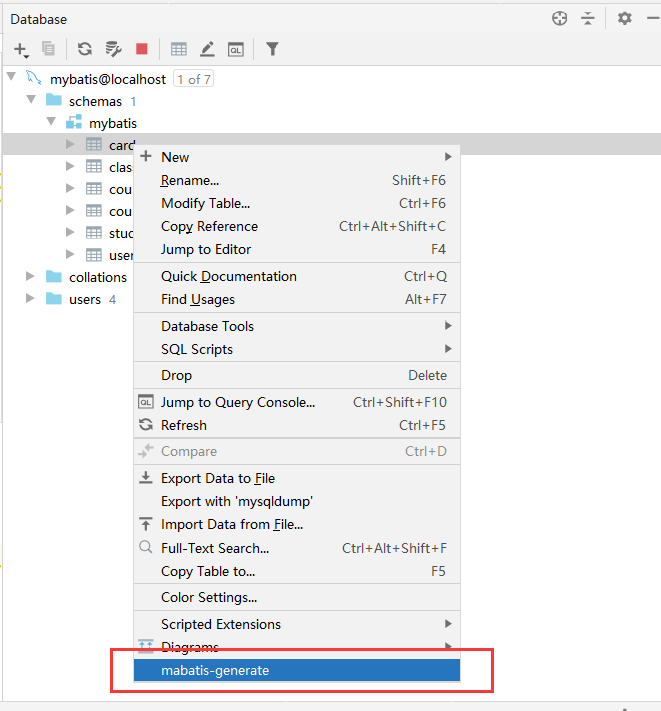 Database
mybatis@localhost 1 of 7
schemas 1
mybatis
card
clas
cou
cou
stud
user
collations
users 4
New
Rename... Shift+F6
Modify Table... Ctrl+F6
Copy Reference Ctrl+Alt+Shift+C
Jump to Editor F4
Quick Documentation Ctrl+Q
Find Usages Alt+F7
Database Tools
SQL Scripts
Drop Delete
QL Jump to Query Console... Ctrl+Shift+F10
Refresh Ctrl+F5
Compare Ctrl+D
Export Data to File
Export with 'mysqldump'
Import Data from File...
Full-Text Search... Ctrl+Alt+Shift+F
Copy Table to... F5
Color Settings...
Scripted Extensions
Diagrams
mabatis-generate